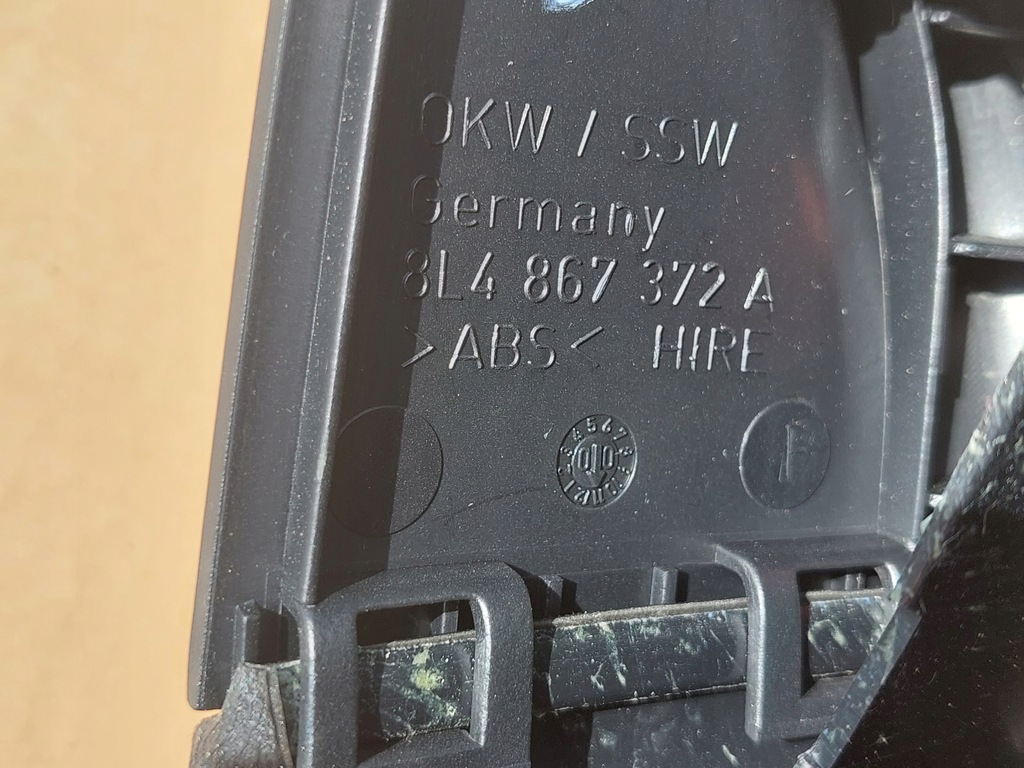 OKW / SSW
Germany
8L4 867 372 A
>ABS< HIRE